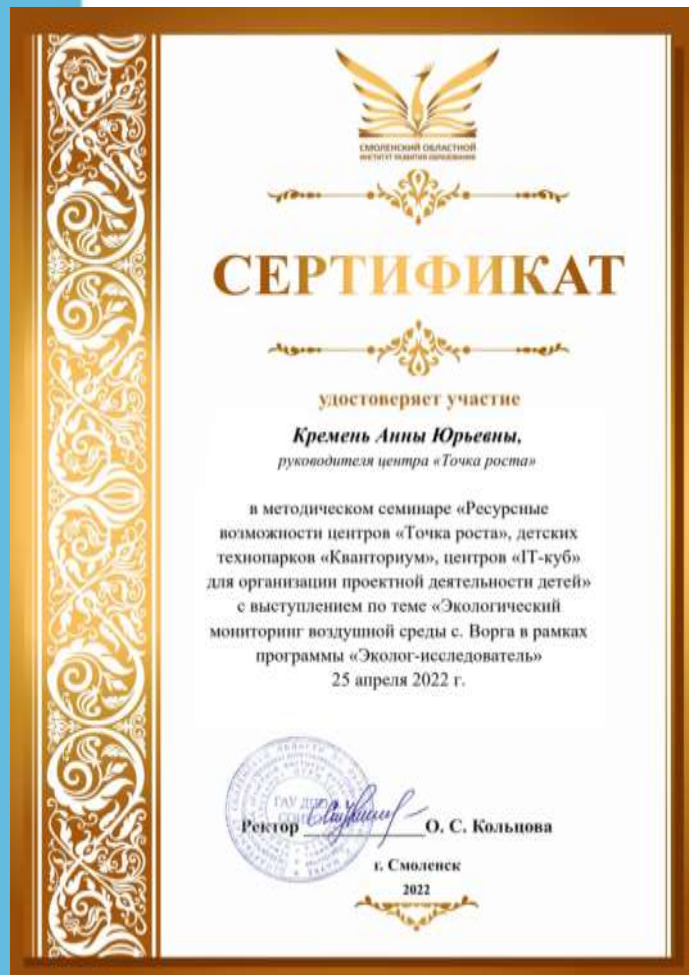 СМОЛЕНСКИЙ ОБЛАСТНОЙ
ИНСТИТУТ РАЗВИТИЯ ОБРАЗОВАНИЯ
СЕРТИФИКАТ
удостоверяет участие
Кремень Анны Юрьевны,
руководителя центра «Точка роста»
в методическом семинаре «Ресурсные
возможности центров «Точка роста», детских
технопарков «Кванториум», центров «IT-куб»
для организации проектной деятельности детей»
с выступлением по теме «Экологический
мониторинг воздушной среды с. Ворга в рамках
программы «Эколог-исследователь»
25 апреля 2022 г.
ГАУ ДПО
Ректор О. С. Кольцова
г. Смоленск
2022